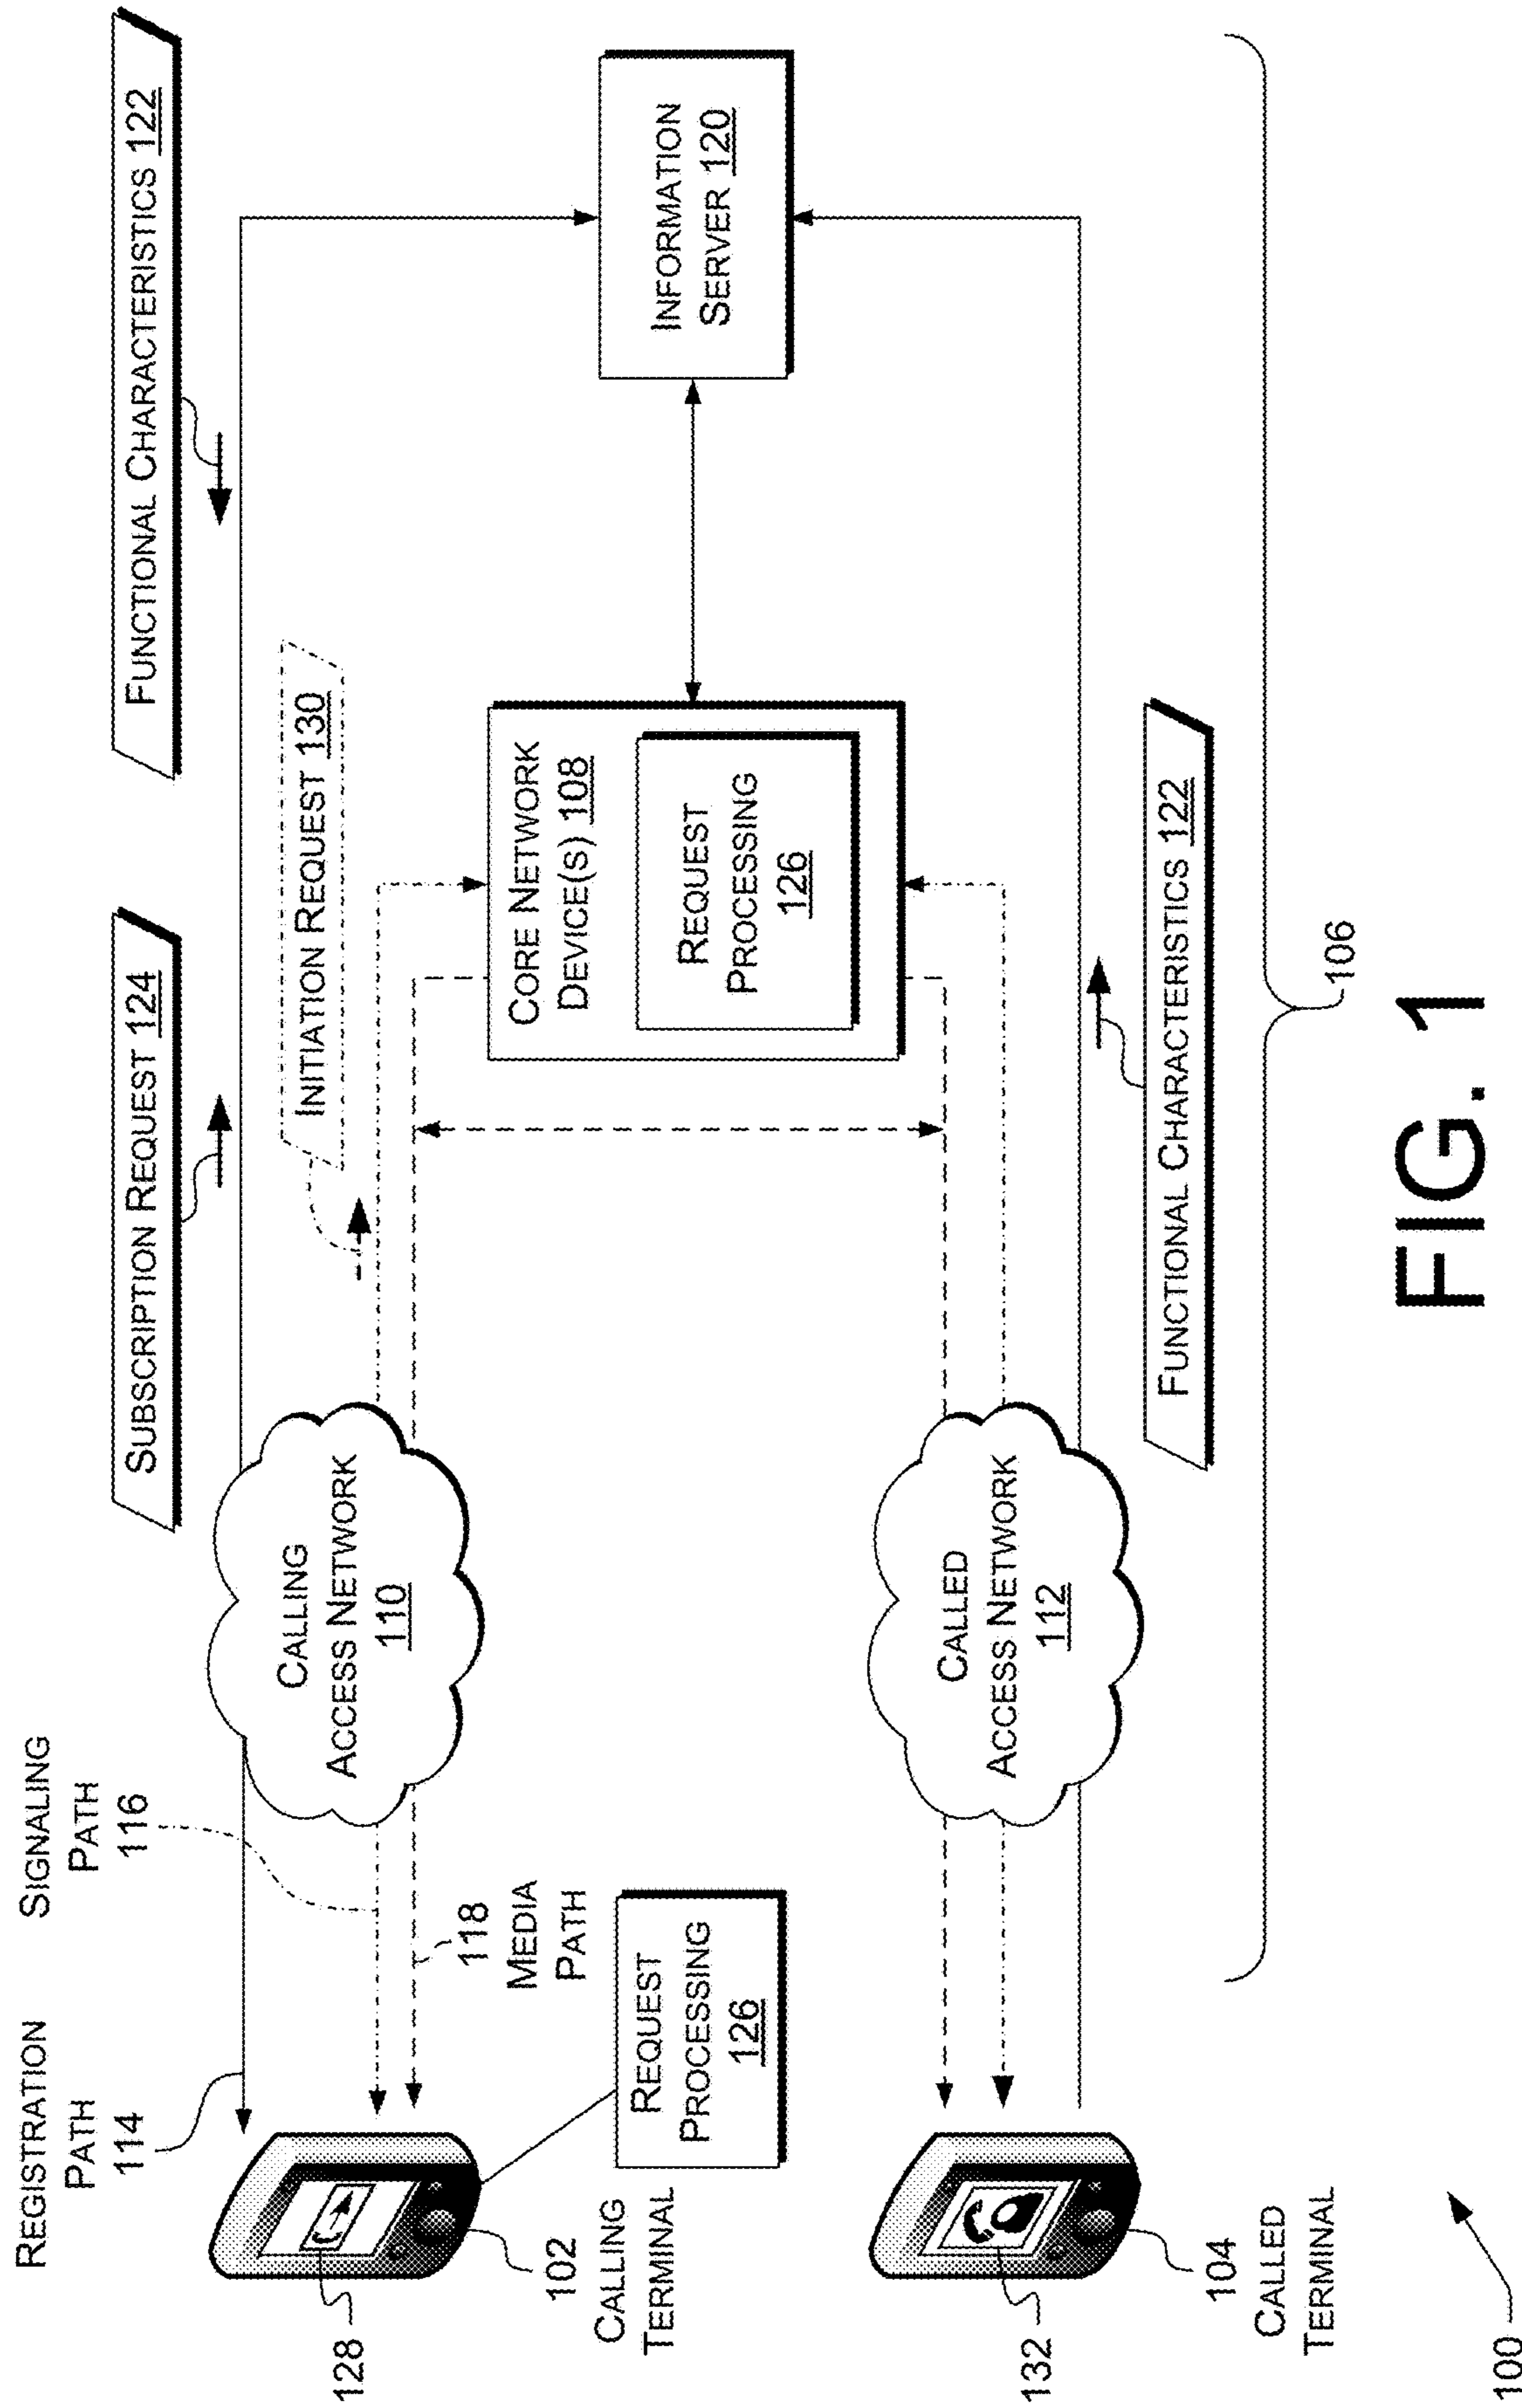 REGISTRATION
PATH
114
SIGNALING
PATH
116
SUBSCRIPTION REQUEST 124
FUNCTIONAL CHARACTERISTICS 122
INITIATION REQUEST 130
128
102
CALLING
TERMINAL
118
MEDIA
PATH
CALLING
ACCESS NETWORK
110
REQUEST
PROCESSING
126
CORE NETWORK
DEVICE(S) 108
REQUEST
PROCESSING
126
INFORMATION
SERVER 120
132
104
CALLED
TERMINAL
CALLED
ACCESS NETWORK
112
FUNCTIONAL CHARACTERISTICS 122
106
100
FIG. 1